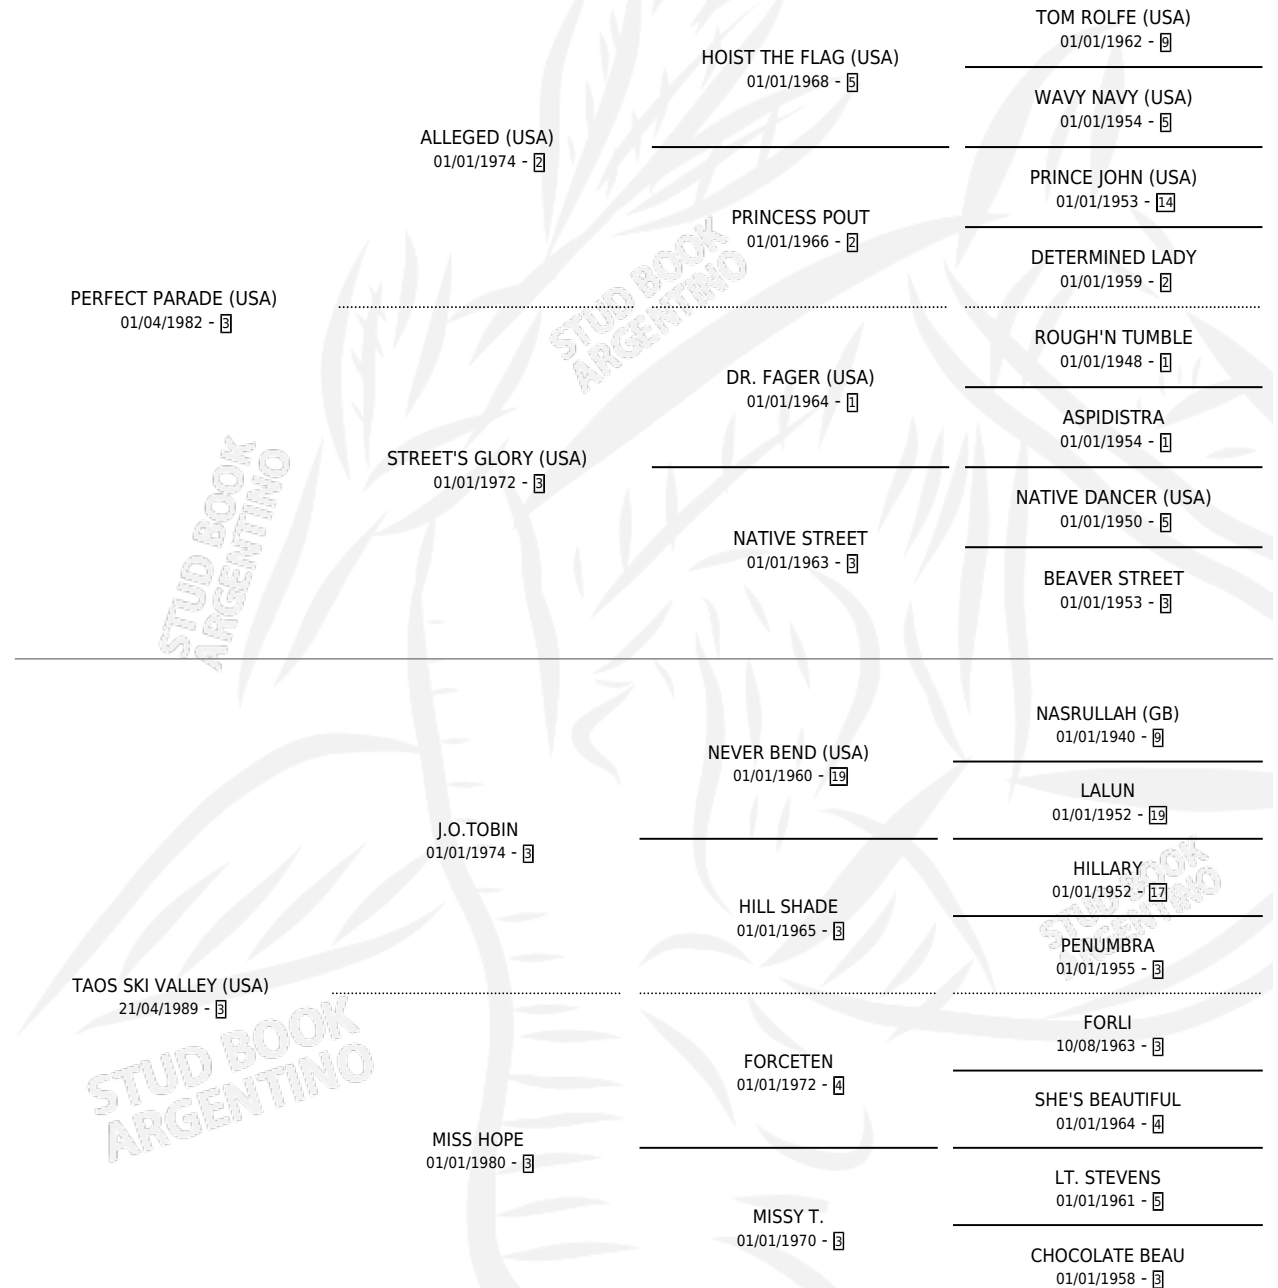 TOM ROLFE (USA)
01/01/1962 - 9
HOIST THE FLAG (USA)
01/01/1968 - 5
WAVY NAVY (USA)
01/01/1954 - 5
ALLEGED (USA)
01/01/1974 - 2
PRINCE JOHN (USA)
01/01/1953 - 14
PRINCESS POUT
01/01/1966 - 2
DETERMINED LADY
01/01/1959 - 2
PERFECT PARADE (USA)
01/04/1982 - 3
STUD BOOK
ARGENTINO
ROUGH'N TUMBLE
01/01/1948 - 1
DR. FAGER (USA)
01/01/1964 - 1
ASPIDISTRA
01/01/1954 - 1
STREET'S GLORY (USA)
01/01/1972 - 3
NATIVE DANCER (USA)
01/01/1950 - 5
NATIVE STREET
01/01/1963 - 3
BEAVER STREET
01/01/1953 - 3
STUD BOOK
ARGENTINO
NASRULLAH (GB)
01/01/1940 - 9
NEVER BEND (USA)
01/01/1960 - 19
LALUN
01/01/1952 - 19
J.O.TOBIN
01/01/1974 - 3
HILLARY
01/01/1952 - 17
HILL SHADE
01/01/1965 - 3
STUD BOOK
ARGENTINO
PENUMBRA
01/01/1955 - 3
TAOS SKI VALLEY (USA)
21/04/1989 - 3
STUD BOOK
ARGENTINO
FORLI
10/08/1963 - 3
FORCETEN
01/01/1972 - 4
SHE'S BEAUTIFUL
01/01/1964 - 4
MISS HOPE
01/01/1980 - 3
LT. STEVENS
01/01/1961 - 5
MISSY T.
01/01/1970 - 3
CHOCOLATE BEAU
01/01/1958 - 3